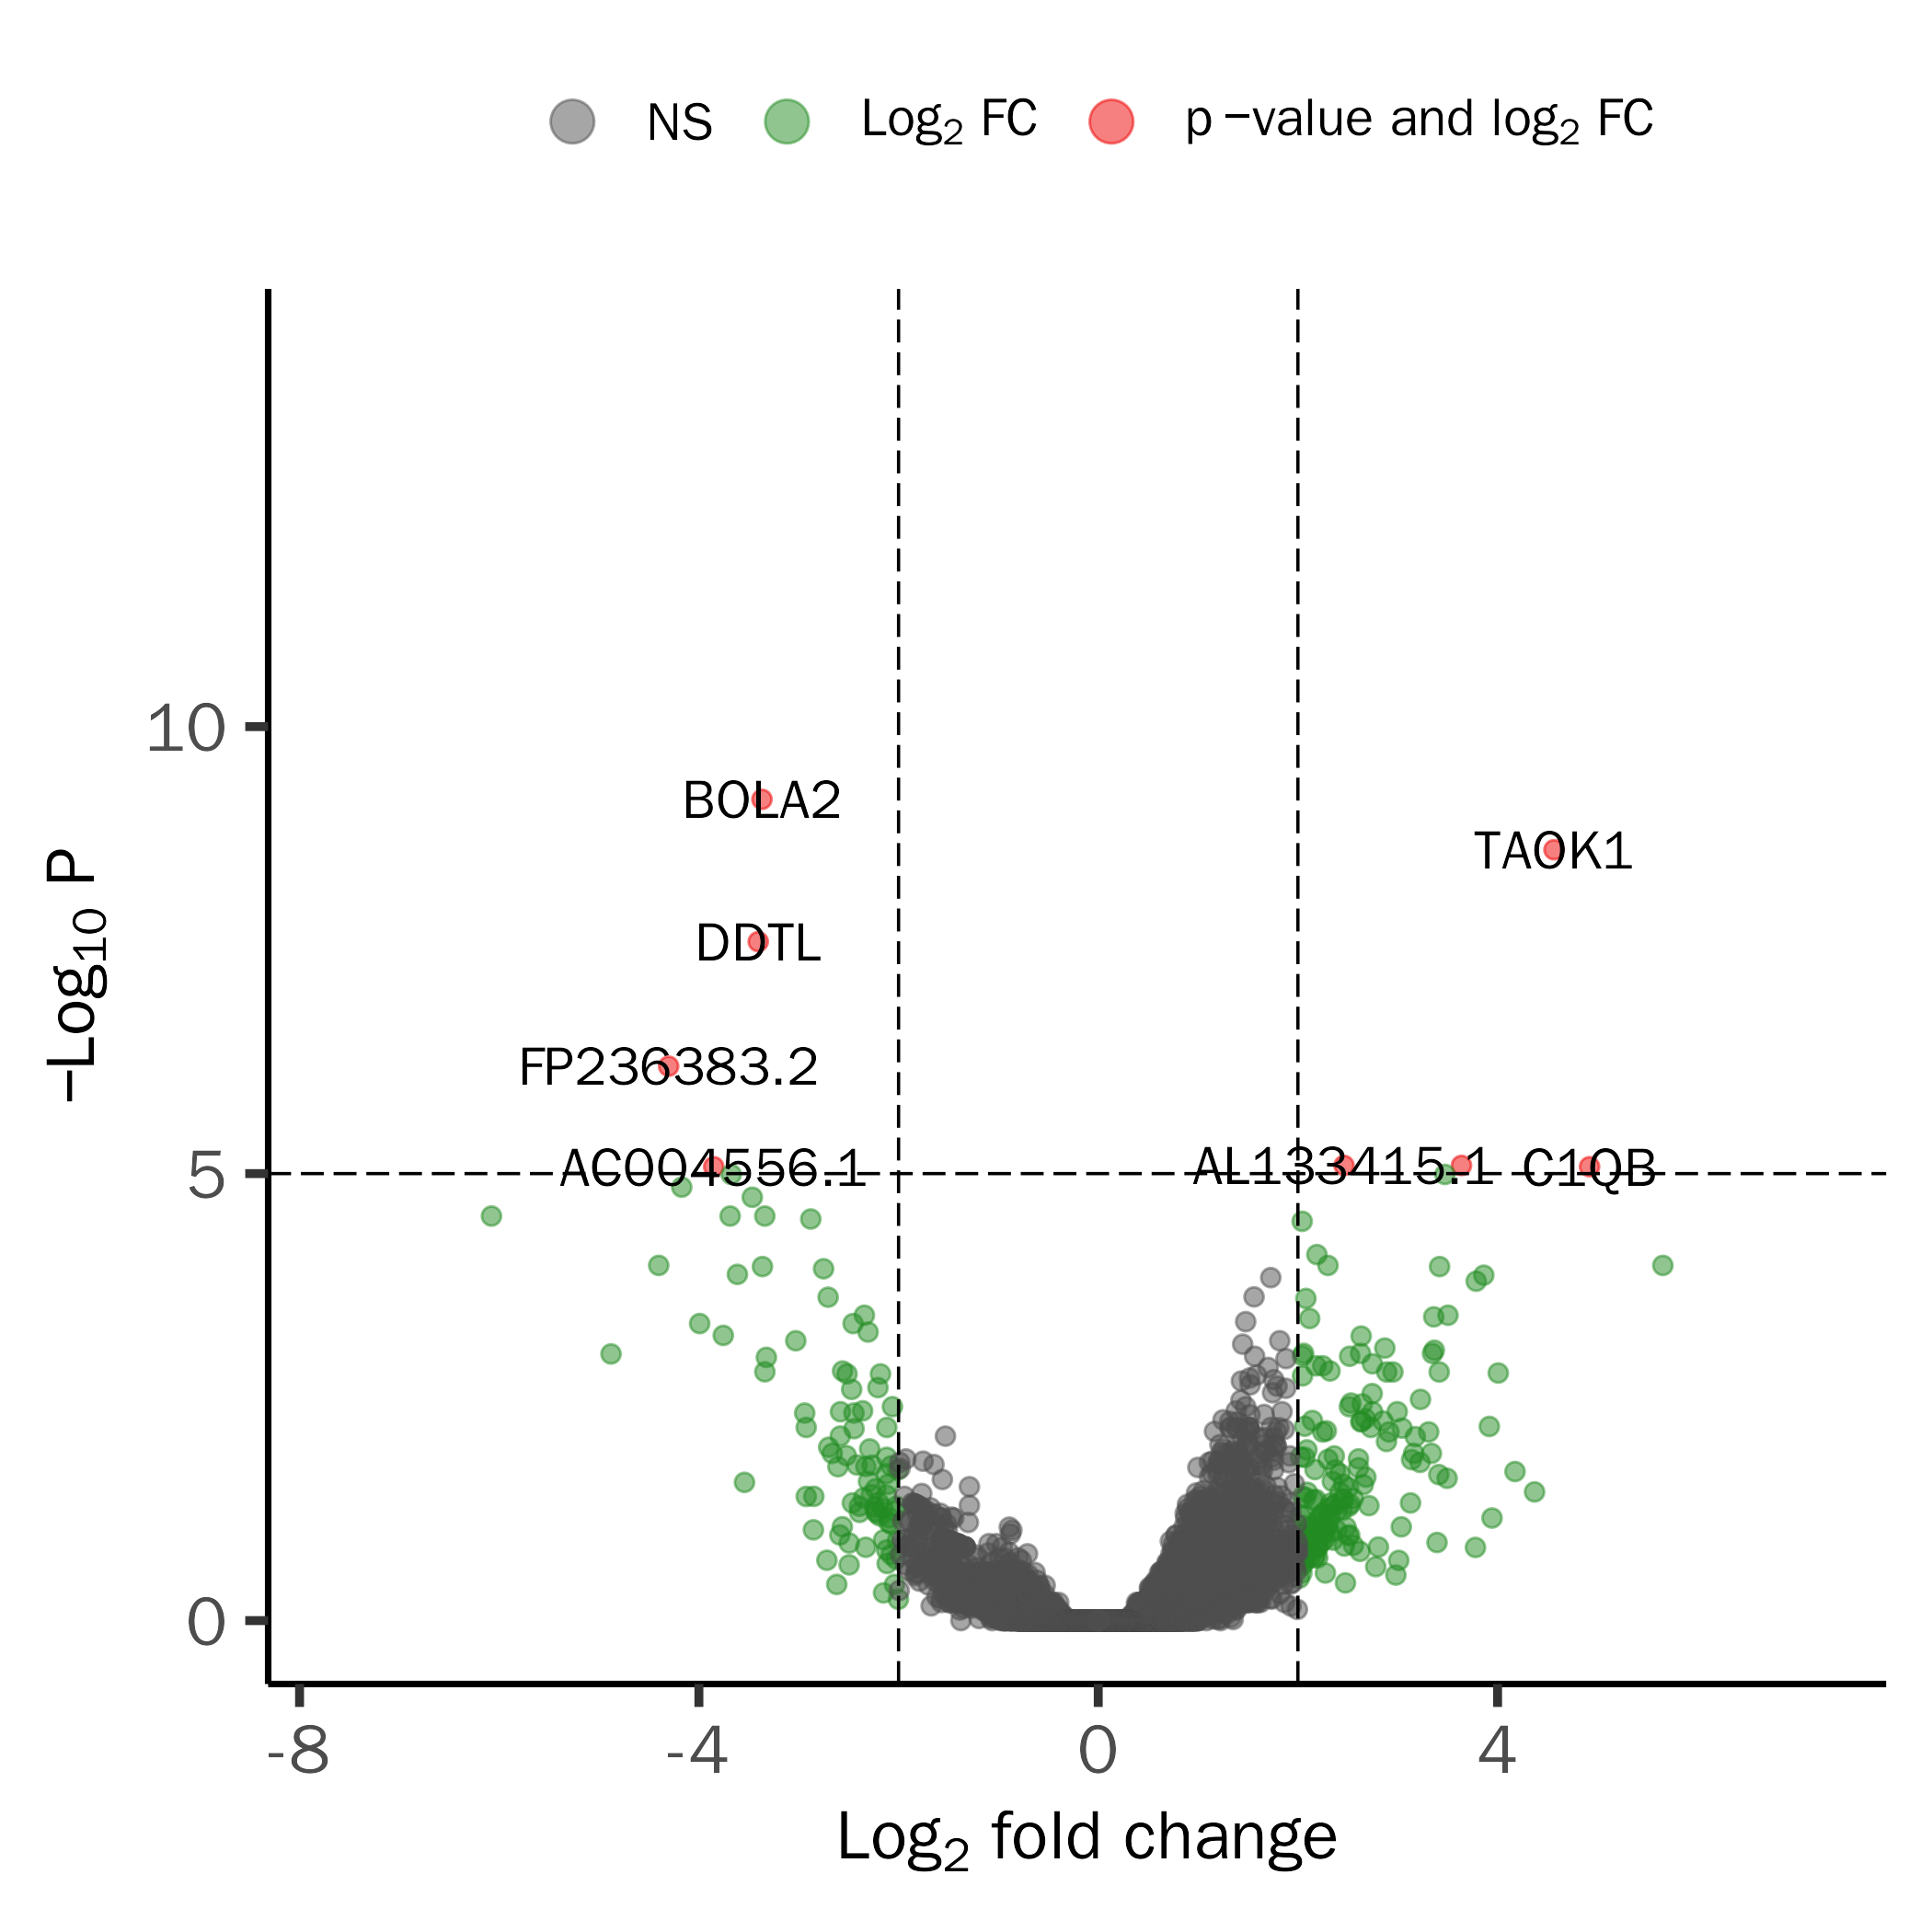 NS Log2 FC p −value and log2 FC
−Log10 P
10
5
0
BOLA2
TAOK1
DDTL
FP236383.2
AC004556.1 AL133415.1 C1QB
-8 -4 0 4
Log2 fold change